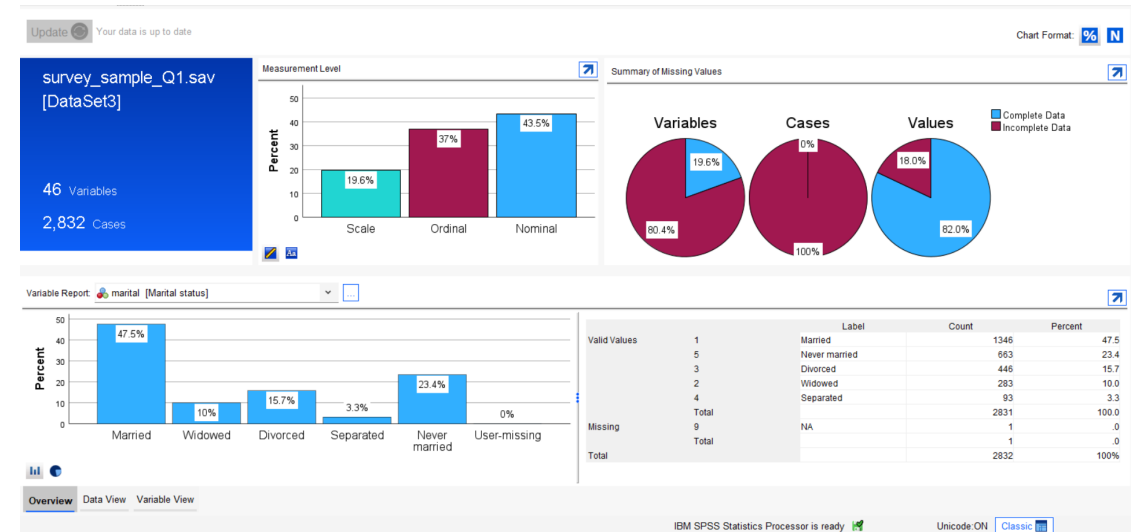 Update Your data is up to date
Chart Format: % N
survey_sample_Q1.sav
[DataSet3]
46 Variables
2,832 Cases
Measurement Level
Percent
50
40
30
20
10
0
19.6%
37%
43.5%
Scale Ordinal Nominal
Summary of Missing Values
Variables Cases Values
Complete Data
Incomplete Data
19.6%
80.4%
0%
100%
18.0%
82.0%
Variable Report: marital [Marital status] ...
Percent
50
40
30
20
10
0
47.5%
10%
15.7%
3.3%
23.4%
0%
Married Widowed Divorced Separated Never married User-missing
Label Count Percent
Valid Values 1 Married 1346 47.5
5 Never married 663 23.4
3 Divorced 446 15.7
2 Widowed 283 10.0
4 Separated 93 3.3
Total 2831 100.0
Missing 9 NA 1 .0
Total 1 .0
Total 2832 100%
Overview Data View Variable View
IBM SPSS Statistics Processor is ready Unicode:ON Classic